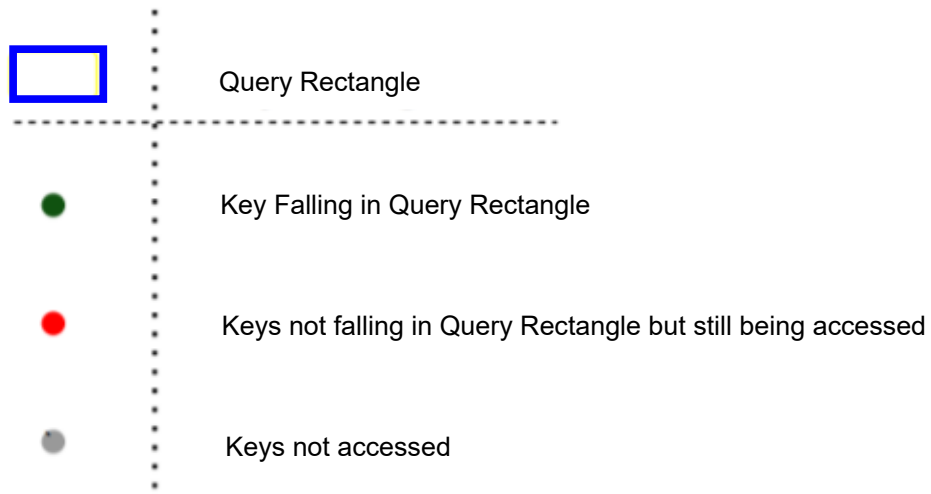 Query Rectangle
Key Falling in Query Rectangle
Keys not falling in Query Rectangle but still being accessed
Keys not accessed